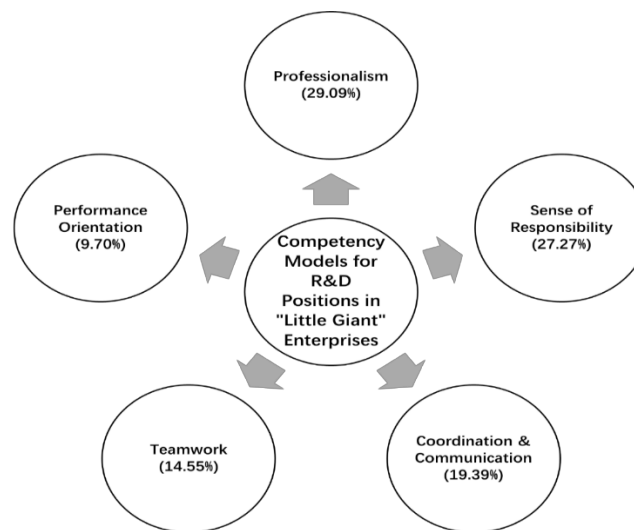 Professionalism
(29.09%)
Performance
Orientation
(9.70%)
Sense of
Responsibility
(27.27%)
Competency
Models for
R&D
Positions in
"Little Giant"
Enterprises
Teamwork
(14.55%)
Coordination &
Communication
(19.39%)